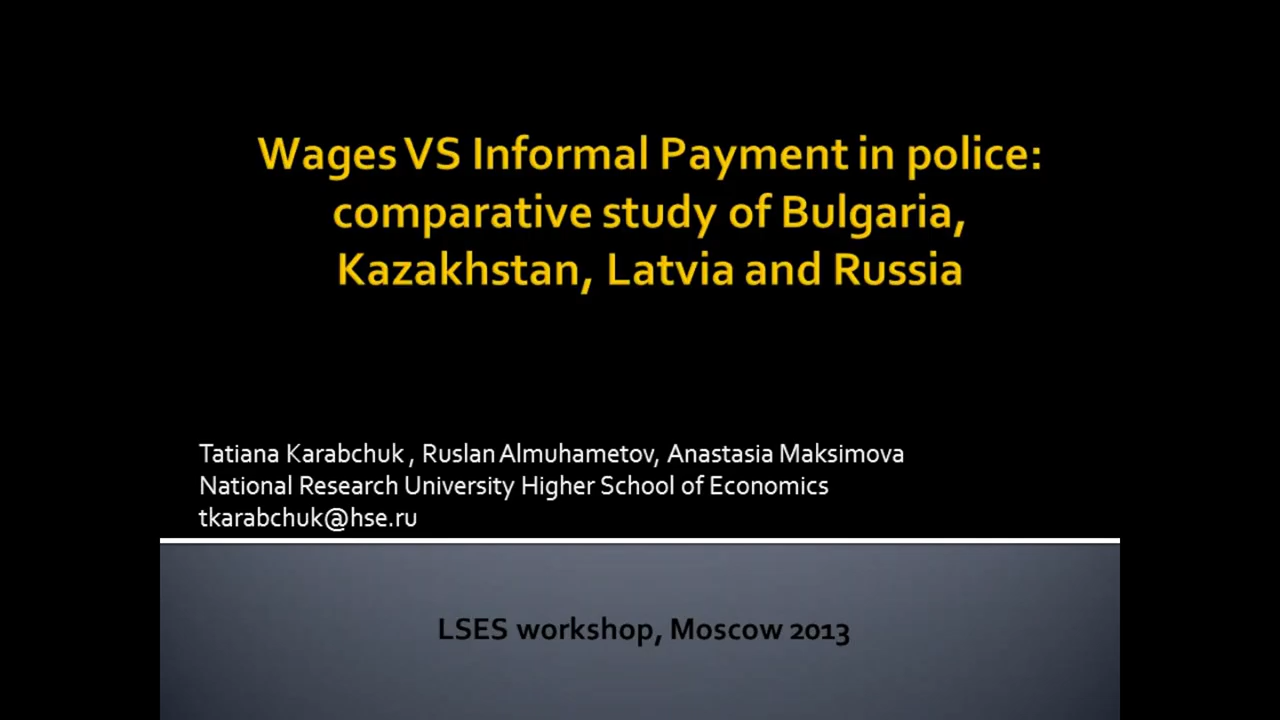 Wages VS Informal Payment in police:
comparative study of Bulgaria,
Kazakhstan, Latvia and Russia
Tatiana Karabchuk , Ruslan Almuhametov, Anastasia Maksimova
National Research University Higher School of Economics
tkarabchuk@hse.ru
LSES workshop, Moscow 2013